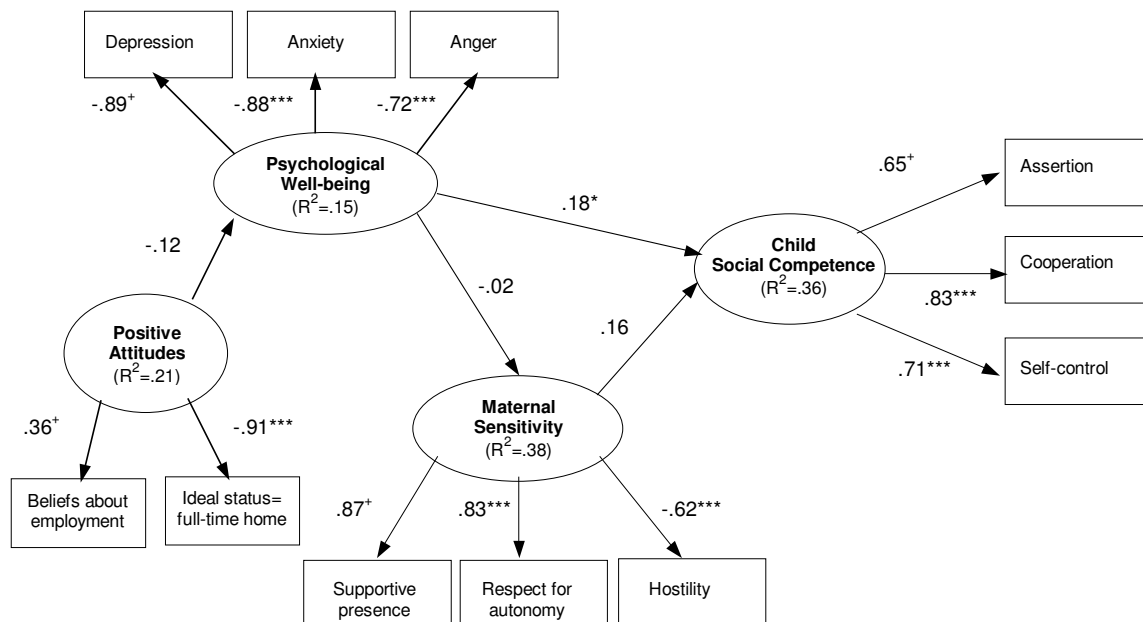 Depression
Anxiety
Anger
-.89+
-.88***
-.72***
Psychological
Well-being
(R²=.15)
.65+
Assertion
.18*
-.12
Child
Social Competence
(R²=.36)
Cooperation
.83***
-.02
Positive
Attitudes
(R²=.21)
.16
.71***
Self-control
.36+
-.91***
Maternal
Sensitivity
(R²=.38)
Beliefs about
employment
Ideal status=
full-time home
.87+
.83***
-.62***
Supportive
presence
Respect for
autonomy
Hostility